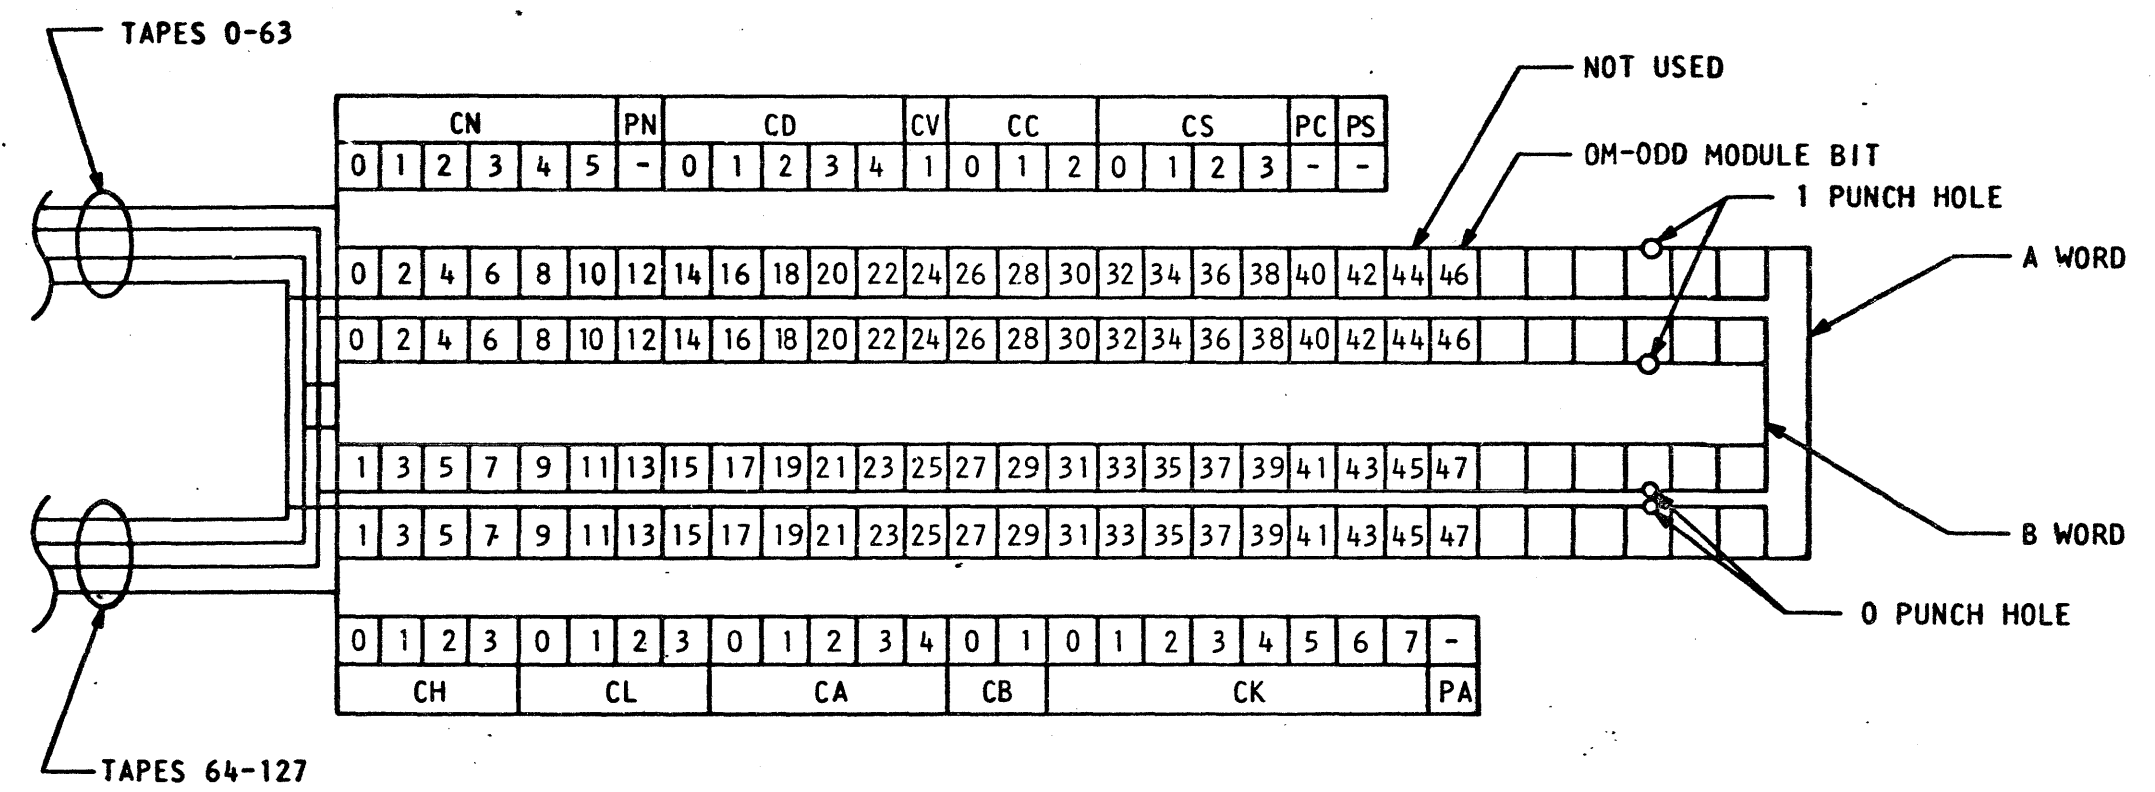 TAPES 0-63
NOT USED
CN PN CD CV CC CS PC PS
0 1 2 3 4 5 - 0 1 2 3 4 1 0 1 2 0 1 2 3 - -
OM-ODD MODULE BIT
1 PUNCH HOLE
A WORD
0 2 4 6 8 10 12 14 16 18 20 22 24 26 28 30 32 34 36 38 40 42 44 46
0 2 4 6 8 10 12 14 16 18 20 22 24 26 28 30 32 34 36 38 40 42 44 46
1 3 5 7 9 11 13 15 17 19 21 23 25 27 29 31 33 35 37 39 41 43 45 47
1 3 5 7 9 11 13 15 17 19 21 23 25 27 29 31 33 35 37 39 41 43 45 47
B WORD
0 PUNCH HOLE
0 1 2 3 0 1 2 3 0 1 2 3 4 0 1 0 1 2 3 4 5 6 7 -
CH CL CA CB CK PA
TAPES 64-127